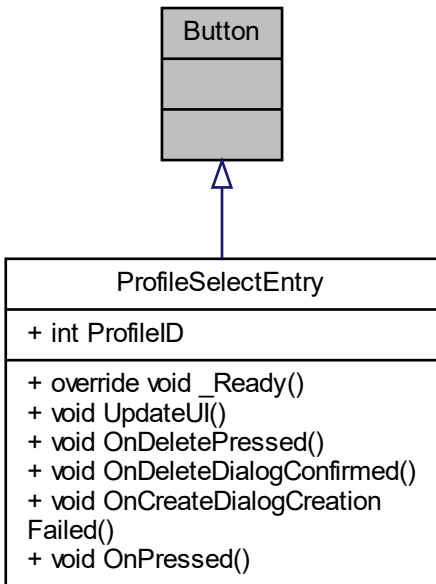 Button
ProfileSelectEntry
+ int ProfileID
+ override void _Ready()
+ void UpdateUI()
+ void OnDeletePressed()
+ void OnDeleteDialogConfirmed()
+ void OnCreateDialogCreation
Failed()
+ void OnPressed()